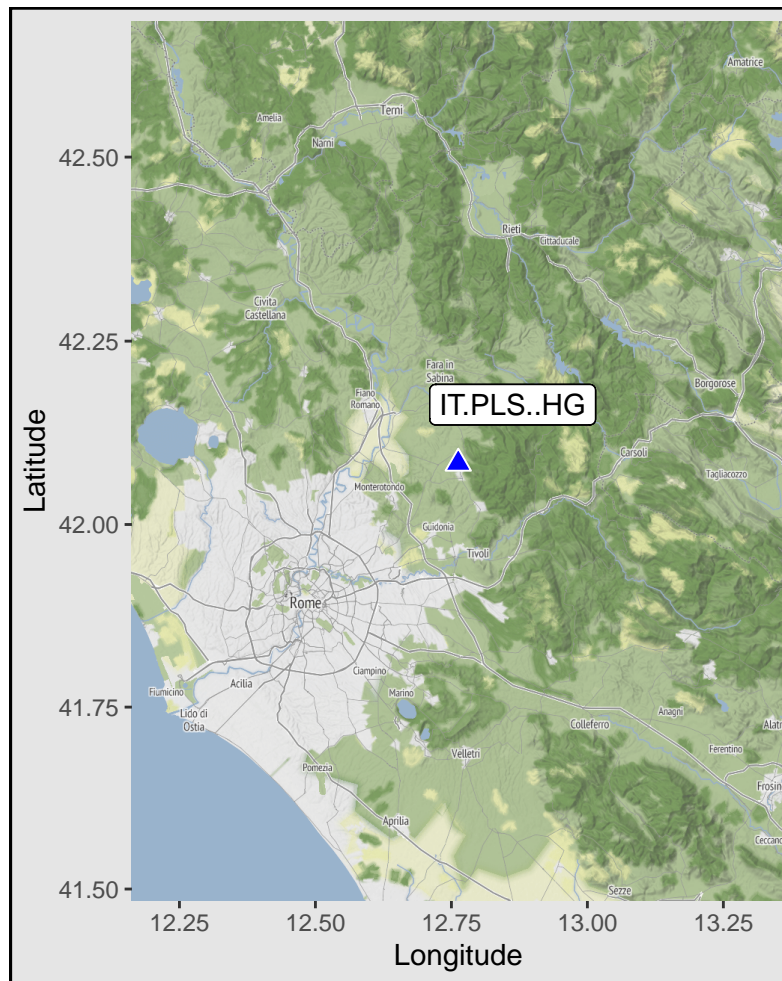 Amatrice
Amelia
Terni
Narni
42.50
Rieti
Cittaducale
Civita
Castellana
42.25
Fara in
Sabina
Borgorose
Fiano
Romano
IT.PLS..HG
Carsoli
Tagliacozzo
Monterotondo
42.00
Guidonia
Tivoli
Rome
Ciampino
Acilia
Fiumicino
Marino
Lido di
Ostia
41.75
Anagni
Colleferro
Alatr
Velletri
Ferentino
Pomezia
Frosin
Aprilia
Ceccano
41.50
Sezze
12.25
12.50
12.75
13.00
13.25
Latitude
Longitude